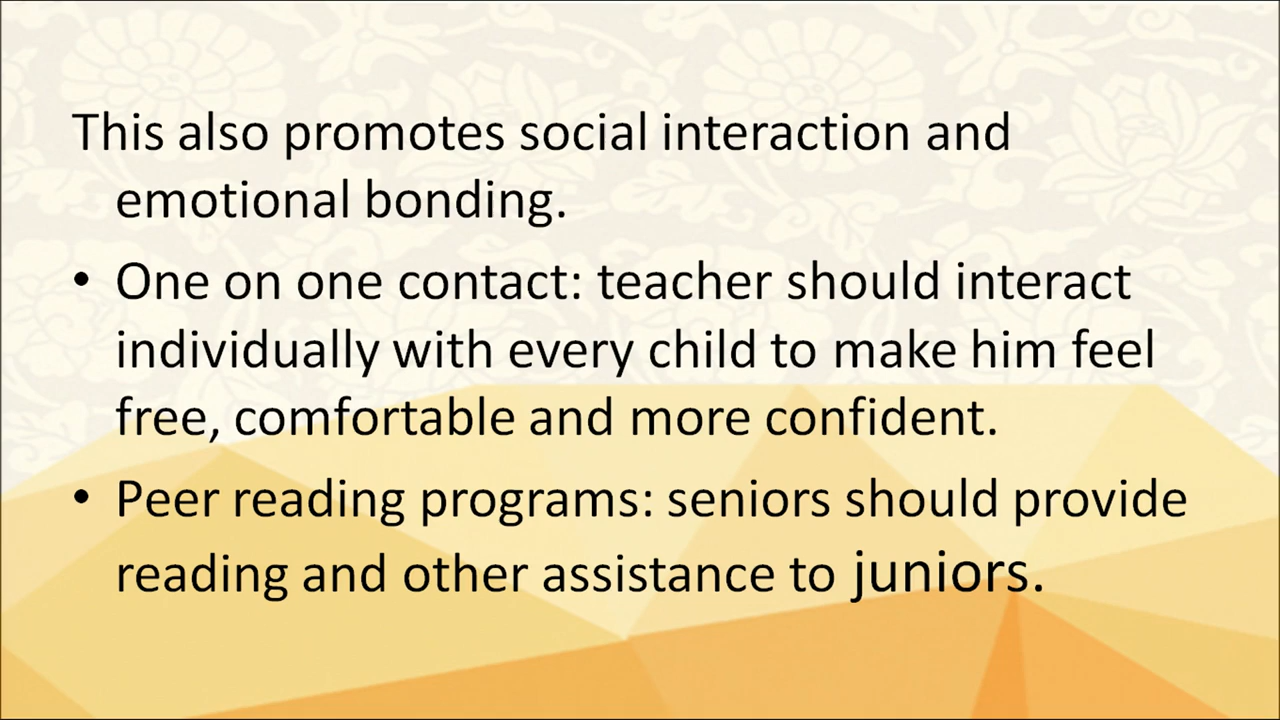 This also promotes social interaction and
emotional bonding.
• One on one contact: teacher should interact
individually with every child to make him feel
free, comfortable and more confident.
• Peer reading programs: seniors should provide
reading and other assistance to juniors.